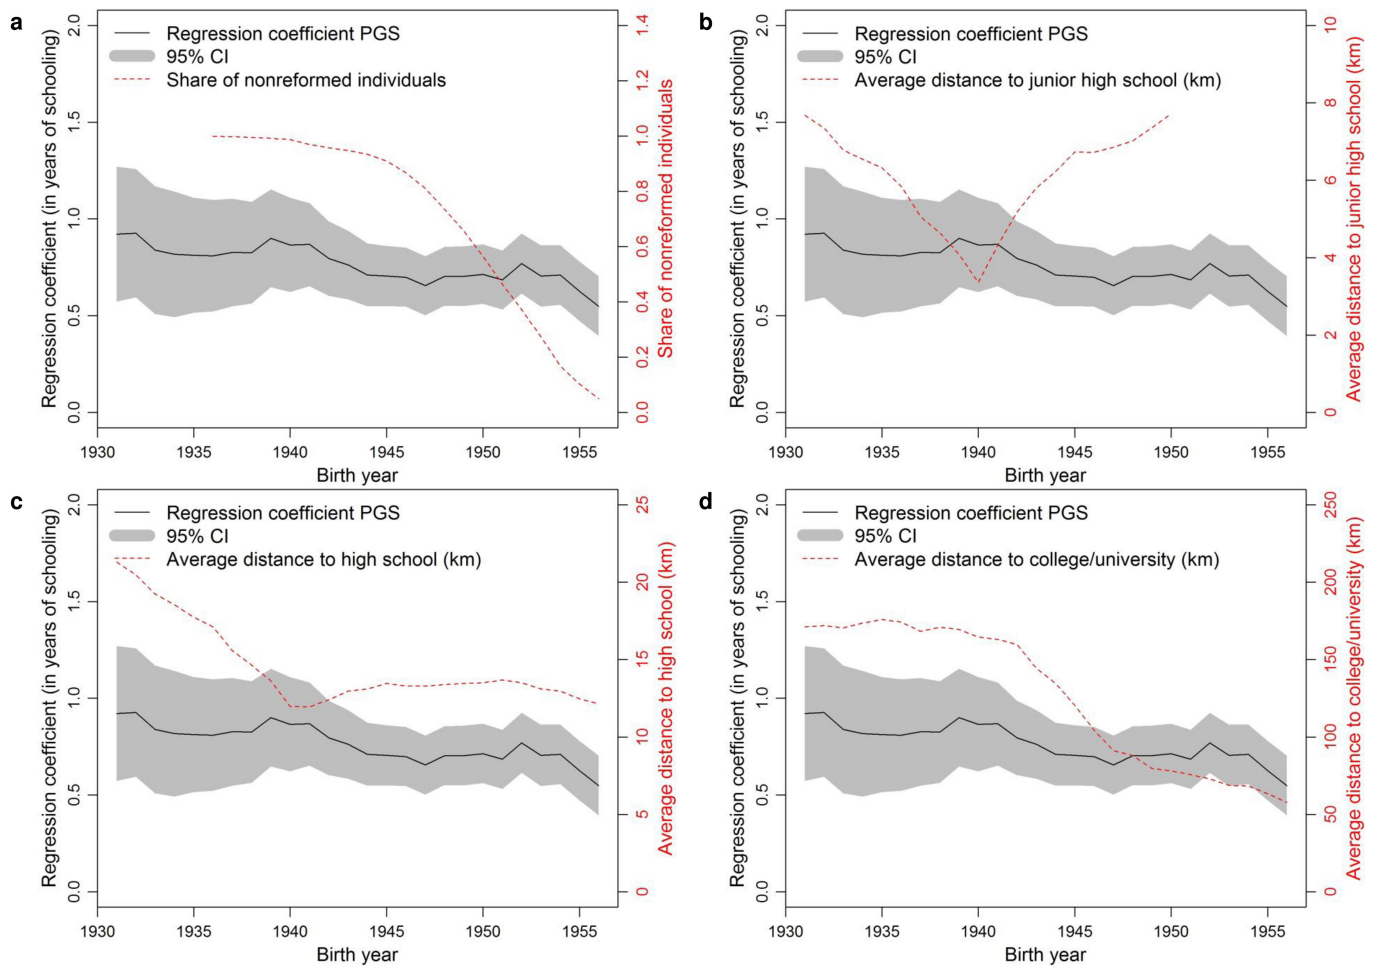 a
Regression coefficient PGS
95% CI
Share of nonreformed individuals
Regression coefficient (in years of schooling)
2.0
1.5
1.0
0.5
0.0
Share of nonreformed individuals
1.4
1.2
1.0
0.8
0.6
0.4
0.2
0.0
1930 1935 1940 1945 1950 1955
Birth year
b
Regression coefficient PGS
95% CI
Average distance to junior high school (km)
Regression coefficient (in years of schooling)
2.0
1.5
1.0
0.5
0.0
Average distance to junior high school (km)
10
8
6
4
2
0
1930 1935 1940 1945 1950 1955
Birth year
c
Regression coefficient PGS
95% CI
Average distance to high school (km)
Regression coefficient (in years of schooling)
2.0
1.5
1.0
0.5
0.0
Average distance to high school (km)
25
20
15
10
5
0
1930 1935 1940 1945 1950 1955
Birth year
d
Regression coefficient PGS
95% CI
Average distance to college/university (km)
Regression coefficient (in years of schooling)
2.0
1.5
1.0
0.5
0.0
Average distance to college/university (km)
250
200
150
100
50
0
1930 1935 1940 1945 1950 1955
Birth year